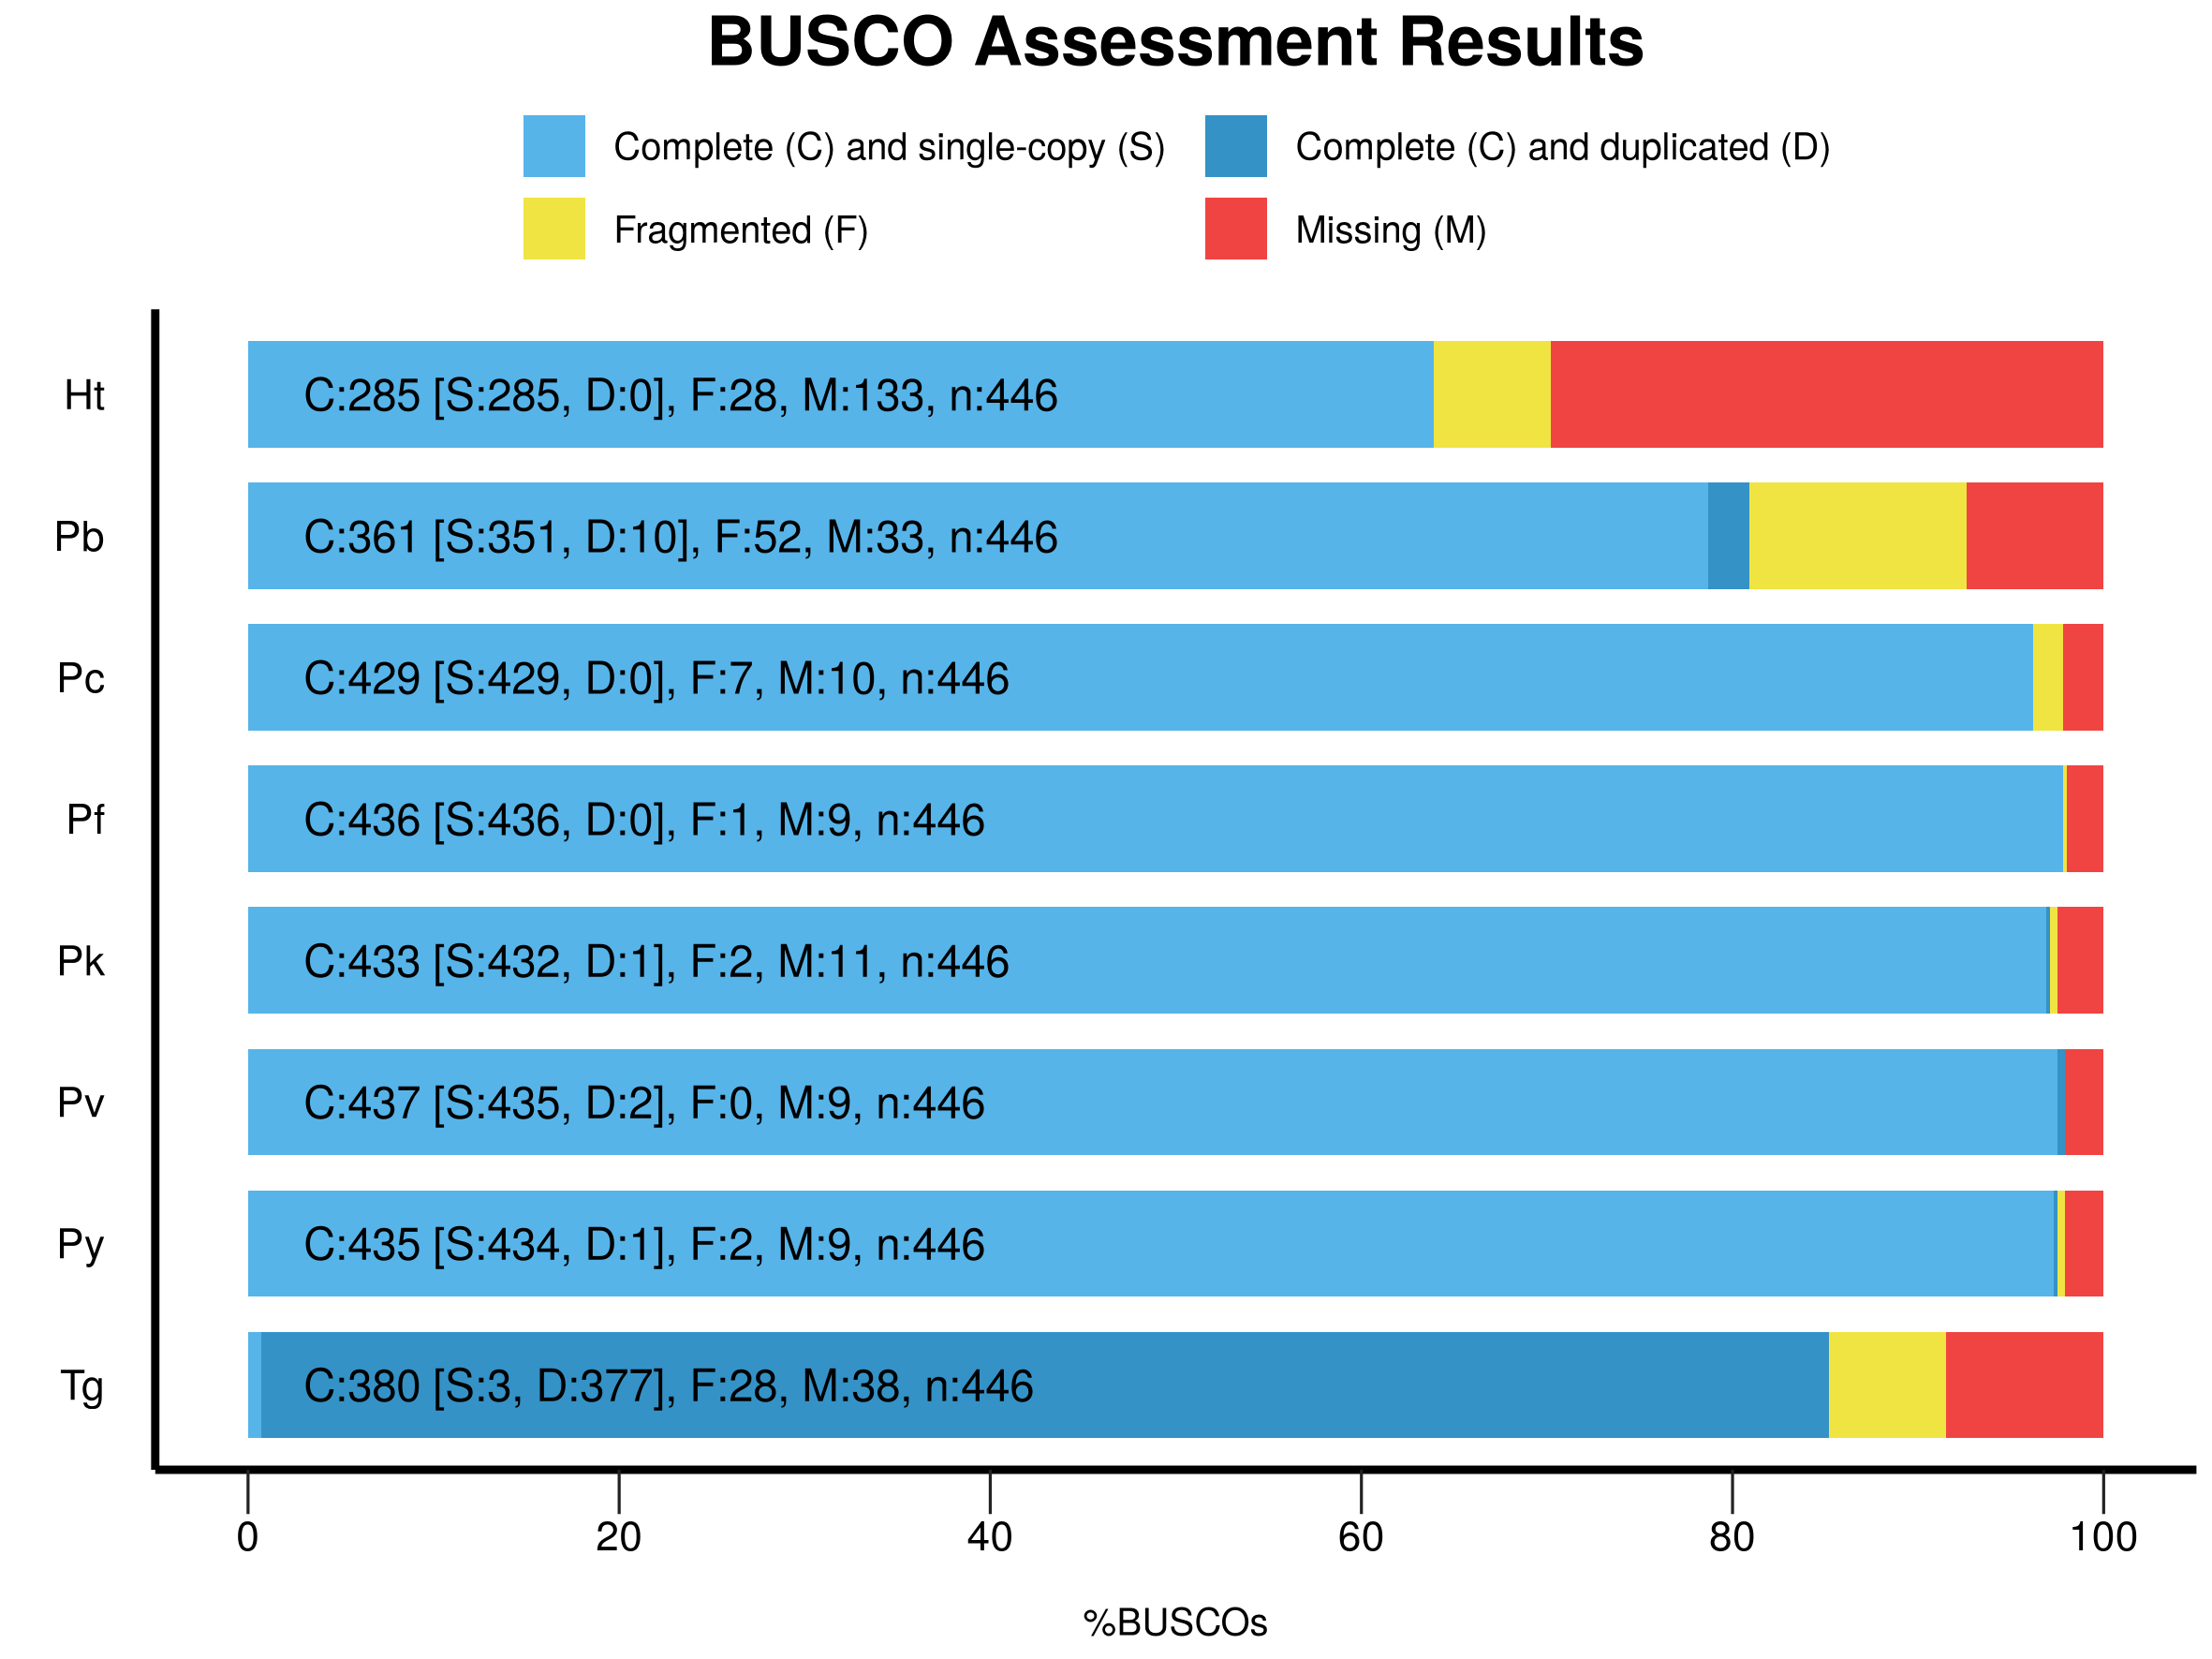 BUSCO Assessment Results
Complete (C) and single-copy (S) Complete (C) and duplicated (D)
Fragmented (F) Missing (M)
Ht C:285 [S:285, D:0], F:28, M:133, n:446
Pb C:361 [S:351, D:10], F:52, M:33, n:446
Pc C:429 [S:429, D:0], F:7, M:10, n:446
Pf C:436 [S:436, D:0], F:1, M:9, n:446
Pk C:433 [S:432, D:1], F:2, M:11, n:446
Pv C:437 [S:435, D:2], F:0, M:9, n:446
Py C:435 [S:434, D:1], F:2, M:9, n:446
Tg C:380 [S:3, D:377], F:28, M:38, n:446
0 20 40 60 80 100
%BUSCOs